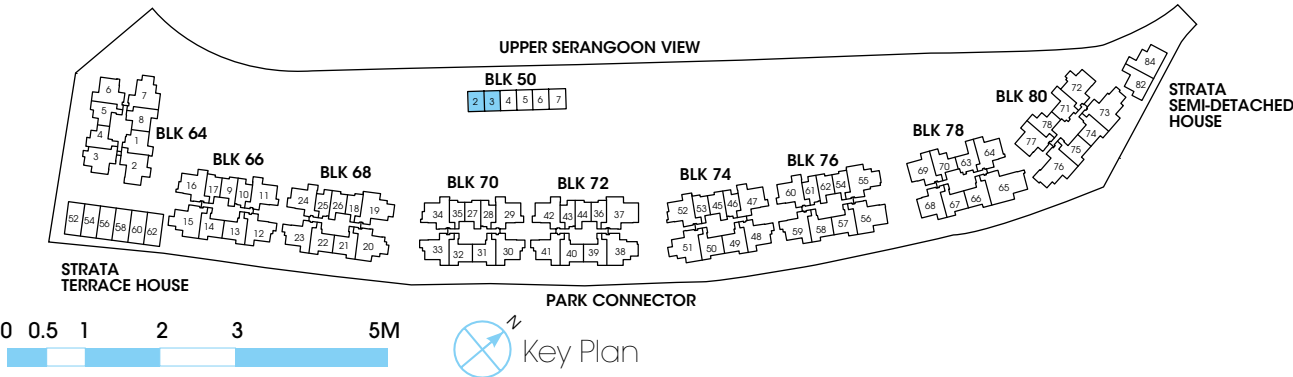 UPPER SERANGOON VIEW
BLK 50
2 3 4 5 6 7
84
82
STRATA
SEMI-DETACHED
HOUSE
BLK 80
72
71
73
78
74
77
75
76
BLK 64
6
7
5
8
4
1
3
2
BLK 78
70 63 64
69
65
68 67 66
BLK 66
16 17 9 10 11
15 14 13 12
BLK 68
24 25 26 18 19
23 22 21 20
BLK 70
34 35 27 28 29
33 32 31 30
BLK 72
42 43 44 36 37
41 40 39 38
BLK 74
52 53 45 46 47
51 50 49 48
BLK 76
60 61 62 54 55
59 58 57 56
52 54 56 58 60 62
STRATA
TERRACE HOUSE
PARK CONNECTOR
0 0.5 1 2 3 5M
N
Key Plan